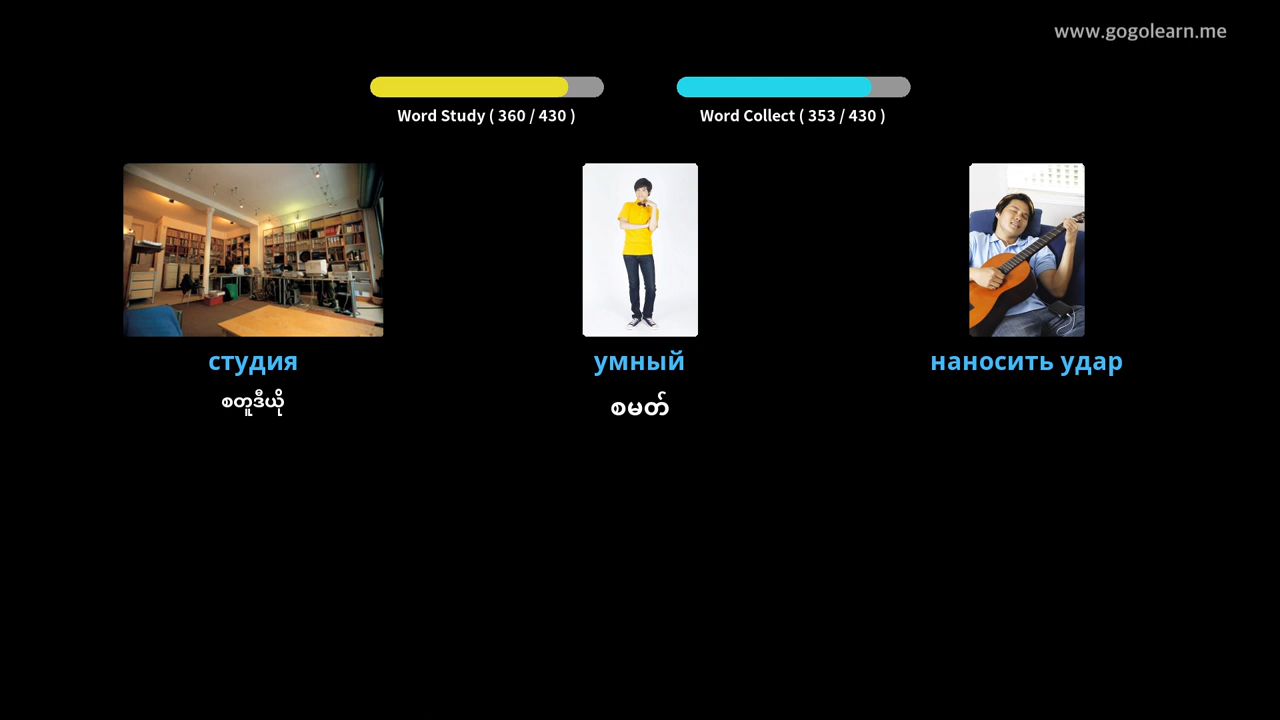 www.gogolearn.me
Word Study ( 360 / 430 )
Word Collect ( 353 / 430 )
студия
умный
наносить удар
စတူဒီယို
စမတ်